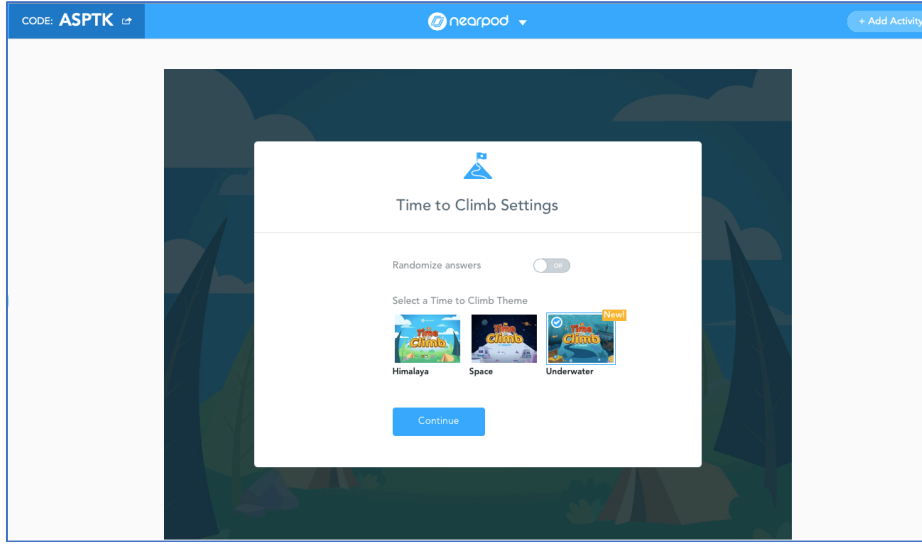 CODE: ASPTK
nearpod
+ Add Activity
Time to Climb Settings
Randomize answers
Off
Select a Time to Climb Theme
New!
Time to Climb
Time to Climb
Time to Climb
Himalaya
Space
Underwater
Continue